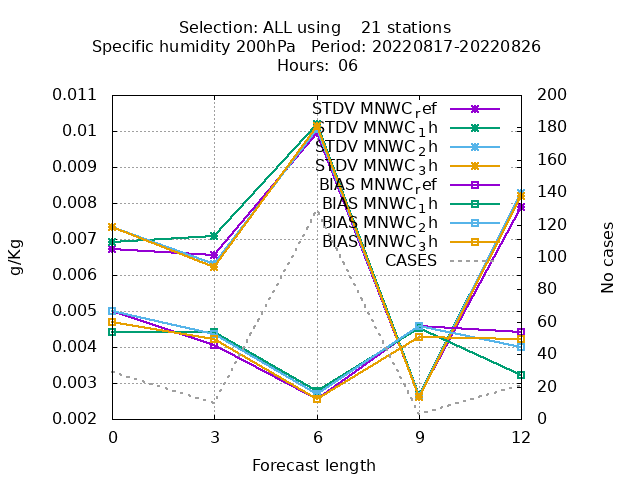 Selection: ALL using 21 stations
Specific humidity 200hPa Period: 20220817-20220826
Hours: 06
0.011
0.01
0.009
0.008
0.007
0.006
0.005
0.004
0.003
0.002
g/Kg
STDV MNWC_ref
STDV MNWC_1h
STDV MNWC_2h
STDV MNWC_3h
BIAS MNWC_ref
BIAS MNWC_1h
BIAS MNWC_2h
BIAS MNWC_3h
CASES
200
180
160
140
120
100
80
60
40
20
0
No cases
0 3 6 9 12
Forecast length